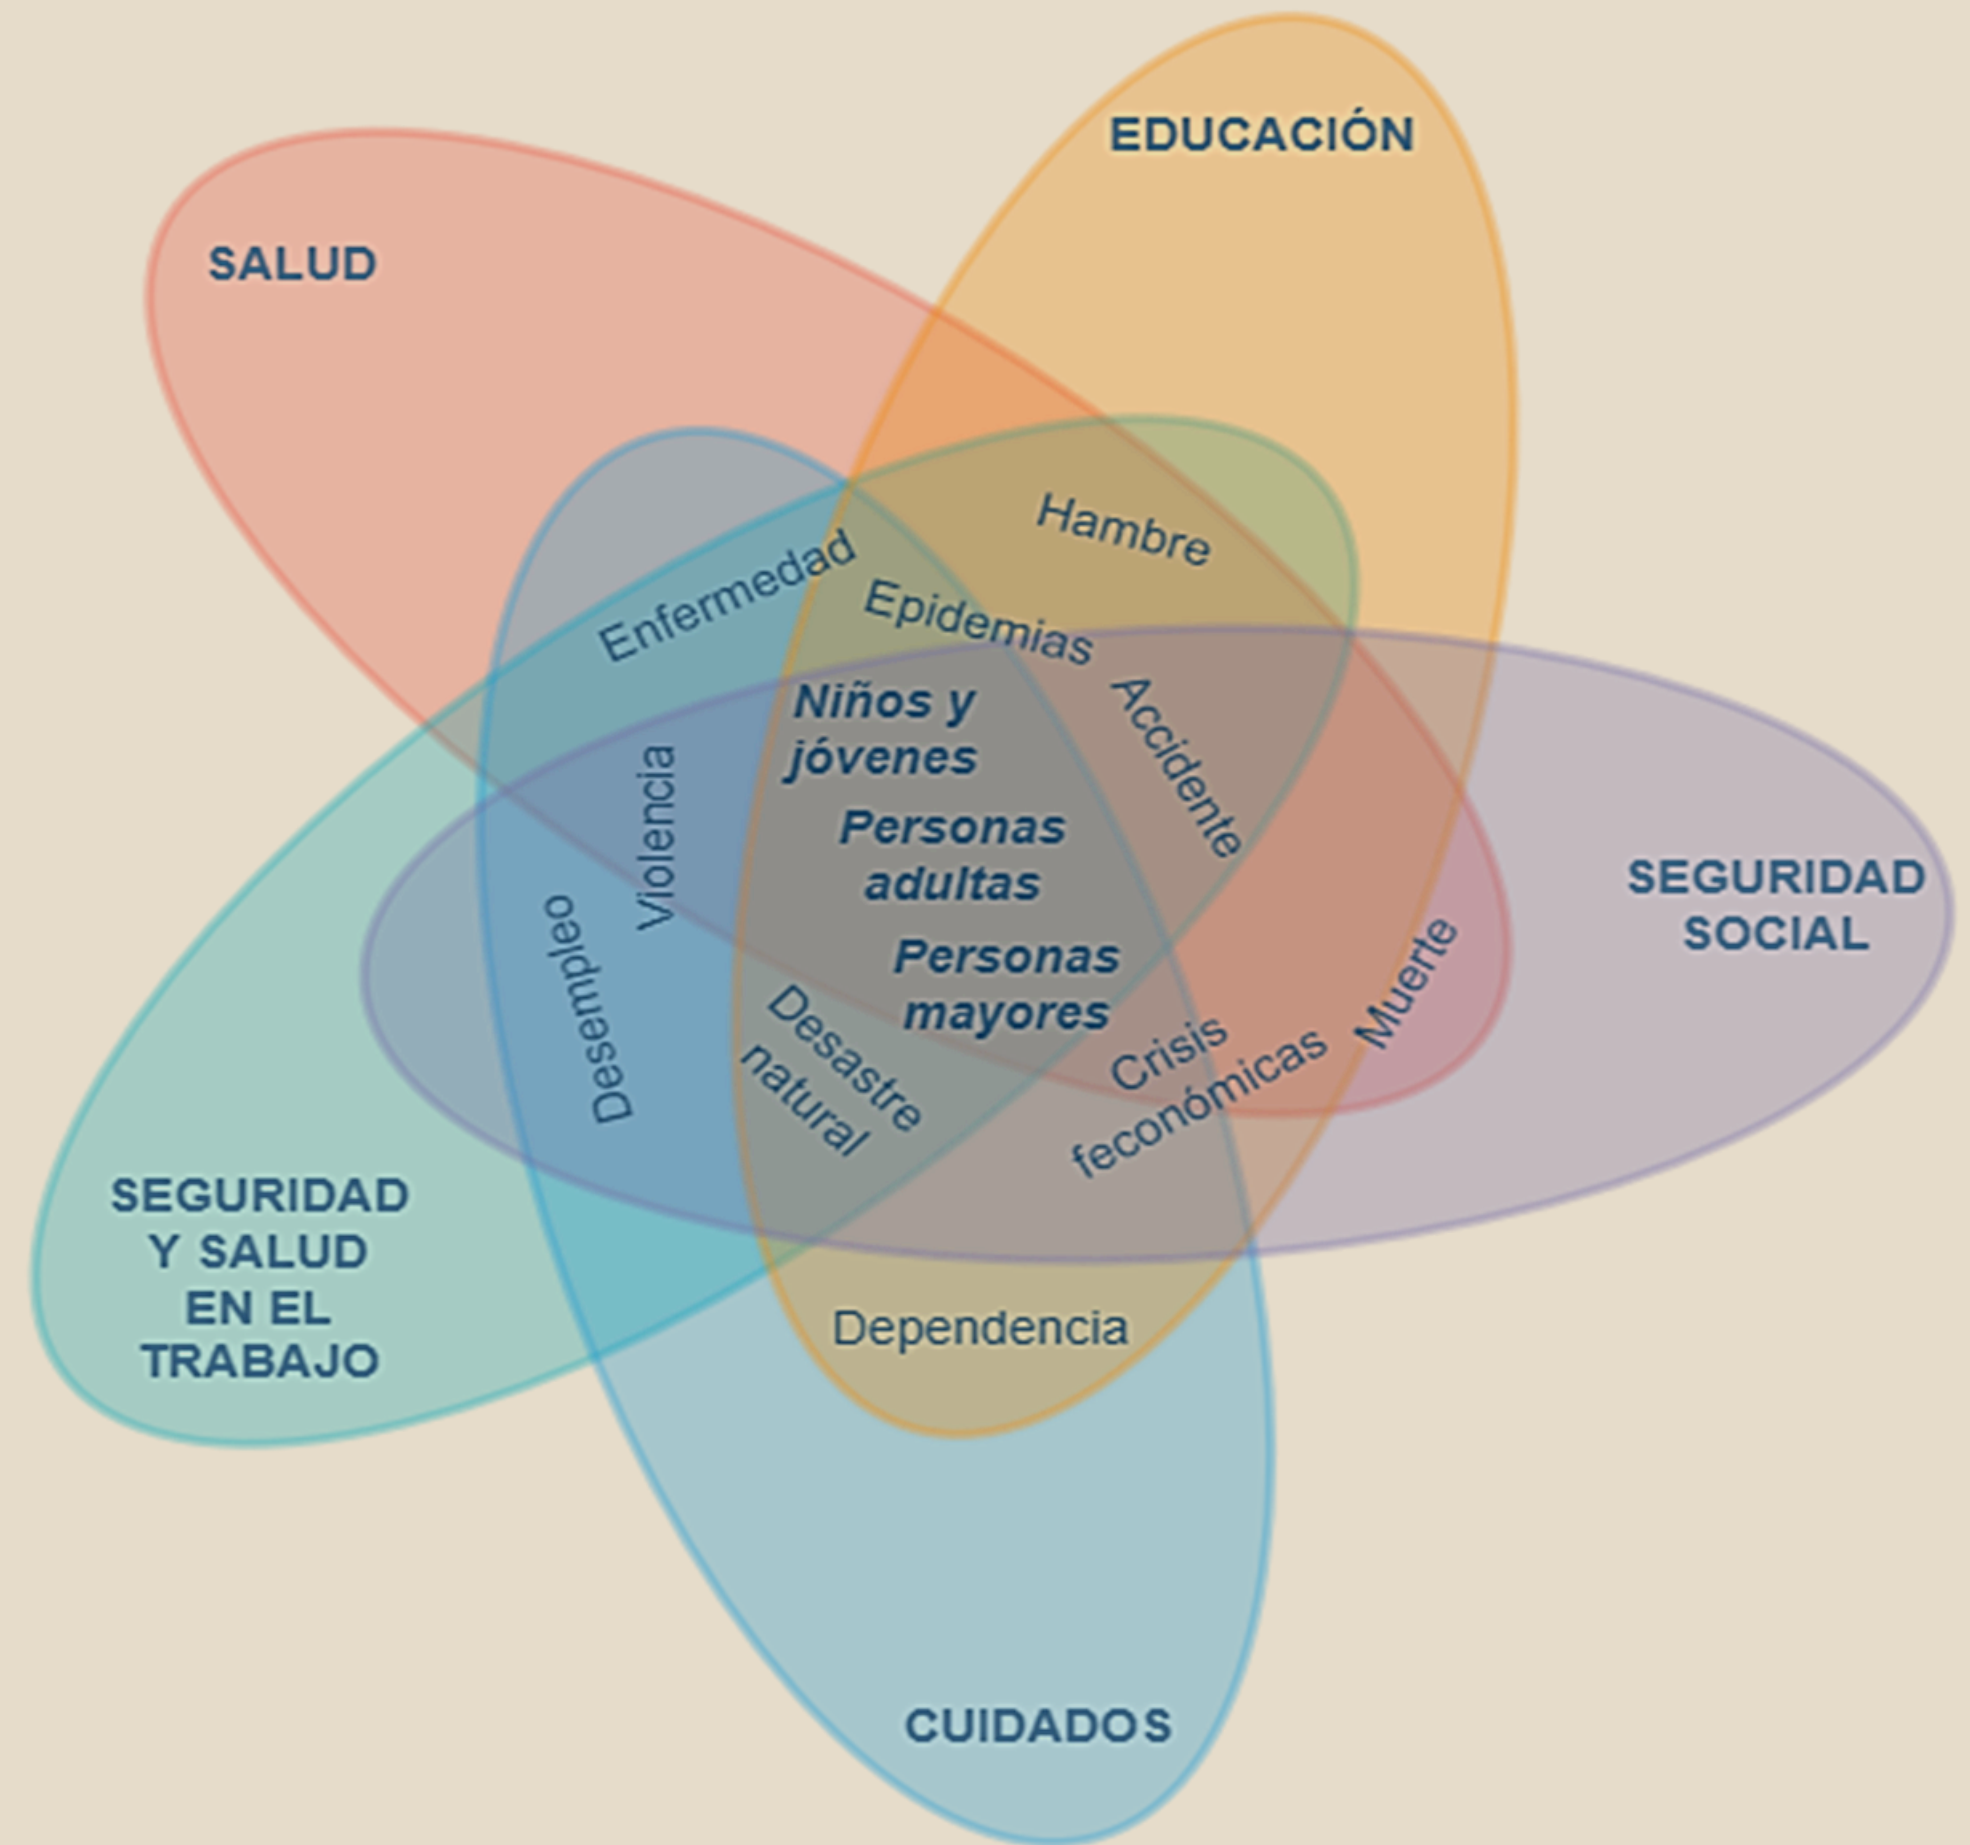 EDUCACIÓN
SALUD
Hambre
Enfermedad
Epidemias
Niños y
jóvenes
Accidente
Violencia
Personas
adultas
SEGURIDAD
SOCIAL
Desempleo
Personas
mayores
Muerte
Desastre
natural
Crisis
feconómicas
SEGURIDAD
Y SALUD
EN EL
TRABAJO
Dependencia
CUIDADOS